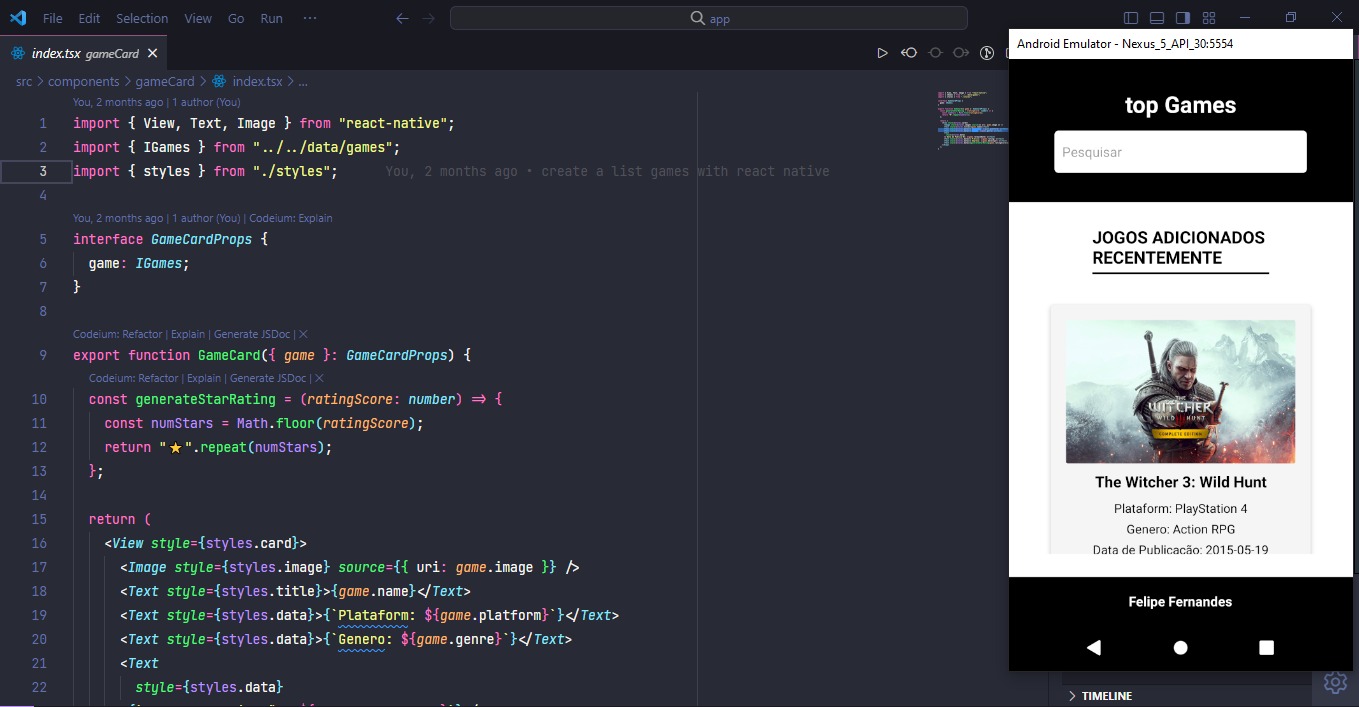 File Edit Selection View Go Run ··· app
index.tsx gameCard
src > components > gameCard > index.tsx > ...
You, 2 months ago | 1 author (You)
1 import { View, Text, Image } from "react-native";
2 import { IGames } from "../../data/games";
3 import { styles } from "./styles"; You, 2 months ago • create a list games with react native
4
You, 2 months ago | 1 author (You) | Codeium: Explain
5 interface GameCardProps {
6 game: IGames;
7 }
8
Codeium: Refactor | Explain | Generate JSDoc | ×
9 export function GameCard({ game }: GameCardProps) {
Codeium: Refactor | Explain | Generate JSDoc | ×
10 const generateStarRating = (ratingScore: number) => {
11 const numStars = Math.floor(ratingScore);
12 return "⭐".repeat(numStars);
13 };
14
15 return (
16 <View style={styles.card}>
17 <Image style={styles.image} source={{ uri: game.image }} />
18 <Text style={styles.title}>{game.name}</Text>
19 <Text style={styles.data}>{`Plataform: ${game.platform}`}</Text>
20 <Text style={styles.data}>{`Genero: ${game.genre}`}</Text>
21 <Text
22 style={styles.data}
Android Emulator - Nexus_5_API_30:5554
top Games
Pesquisar
JOGOS ADICIONADOS
RECENTEMENTE
THE WITCHER
WILD HUNT
COMPLETE EDITION
The Witcher 3: Wild Hunt
Plataform: PlayStation 4
Genero: Action RPG
Data de Publicação: 2015-05-19
Felipe Fernandes
TIMELINE